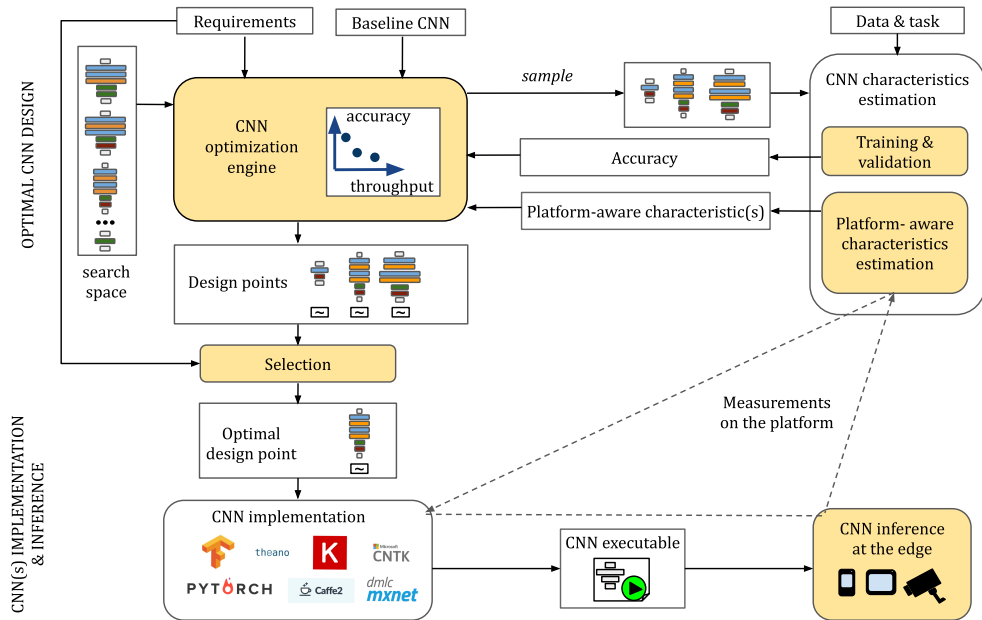 Requirements
Baseline CNN
Data & task
OPTIMAL CNN DESIGN
search
space
CNN
optimization
engine
accuracy
throughput
sample
CNN characteristics
estimation
Training &
validation
Accuracy
Platform-aware characteristic(s)
Platform- aware
characteristics
estimation
Design points
~
~
~
Selection
Optimal
design point
~
Measurements
on the platform
CNN(s) IMPLEMENTATION
& INFERENCE
CNN implementation
theano
K
Microsoft
CNTK
PYTORCH
Caffe2
dmlc
mxnet
CNN executable
CNN inference
at the edge